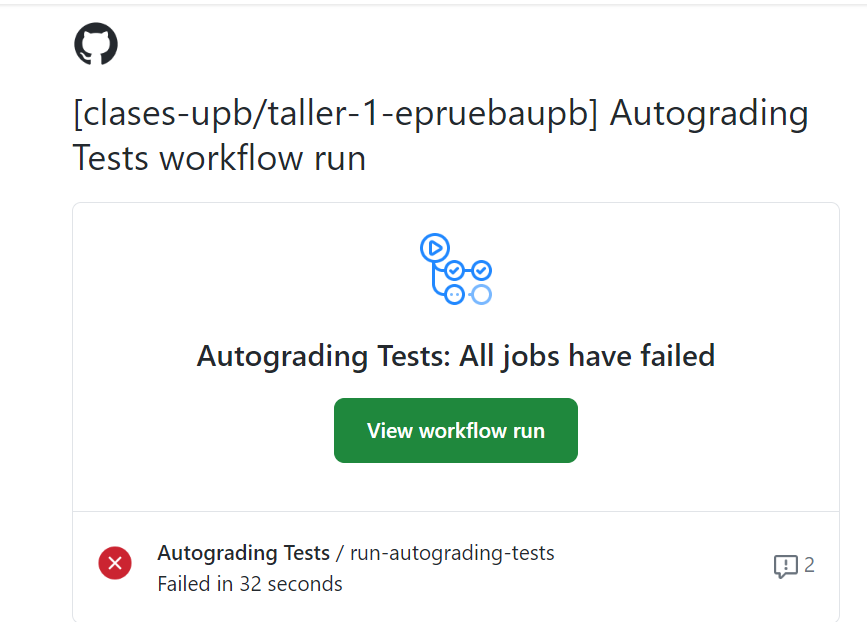 [clases-upb/taller-1-epruebaupb] Autograding
Tests workflow run
Autograding Tests: All jobs have failed
View workflow run
Autograding Tests / run-autograding-tests
Failed in 32 seconds
2